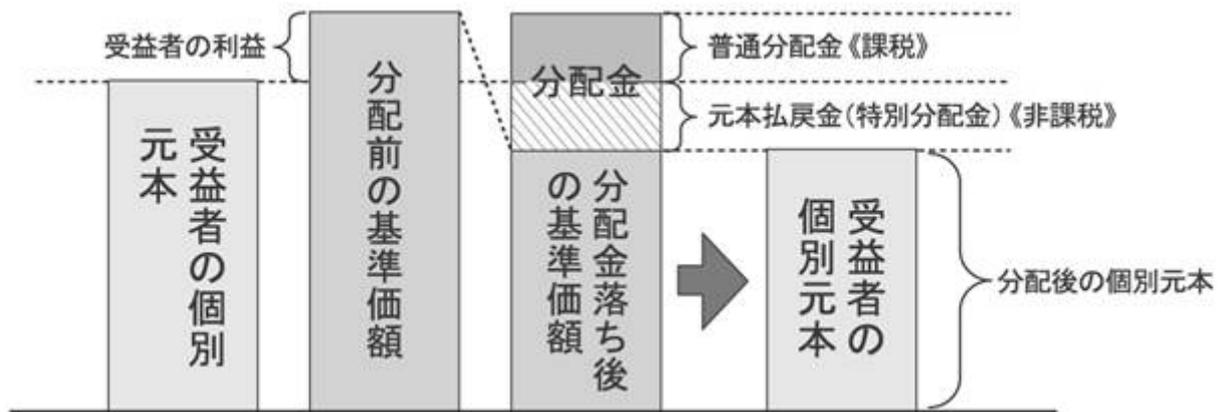 受益者の利益
受益者の個別
元本
分配前の基準価額
分配金
分配金落ち後
の基準価額
普通分配金《課税》
元本払戻金(特別分配金)《非課税》
受益者の
個別元本
分配後の個別元本